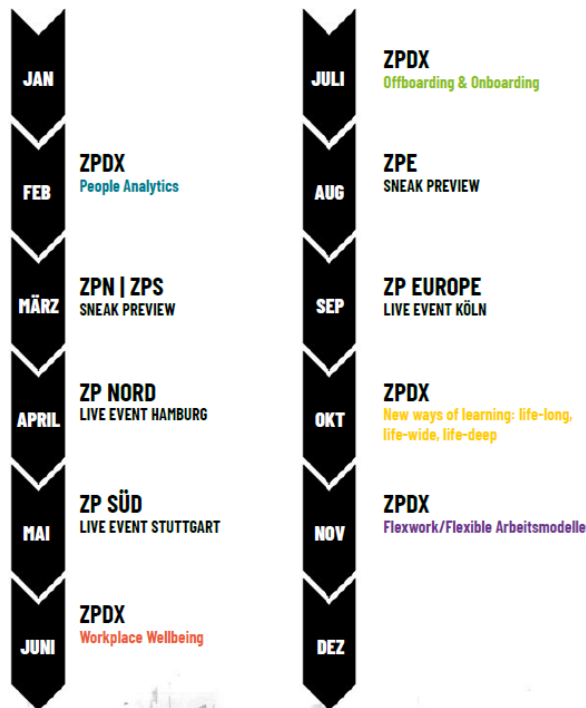 JAN
FEB
ZPDX
People Analytics
MÄRZ
ZPN | ZPS
SNEAK PREVIEW
APRIL
ZP NORD
LIVE EVENT HAMBURG
MAI
ZP SÜD
LIVE EVENT STUTTGART
JUNI
ZPDX
Workplace Wellbeing
JULI
ZPDX
Offboarding & Onboarding
AUG
ZPE
SNEAK PREVIEW
SEP
ZP EUROPE
LIVE EVENT KÖLN
OKT
ZPDX
New ways of learning: life-long,
life-wide, life-deep
NOV
ZPDX
Flexwork/Flexible Arbeitsmodelle
DEZ